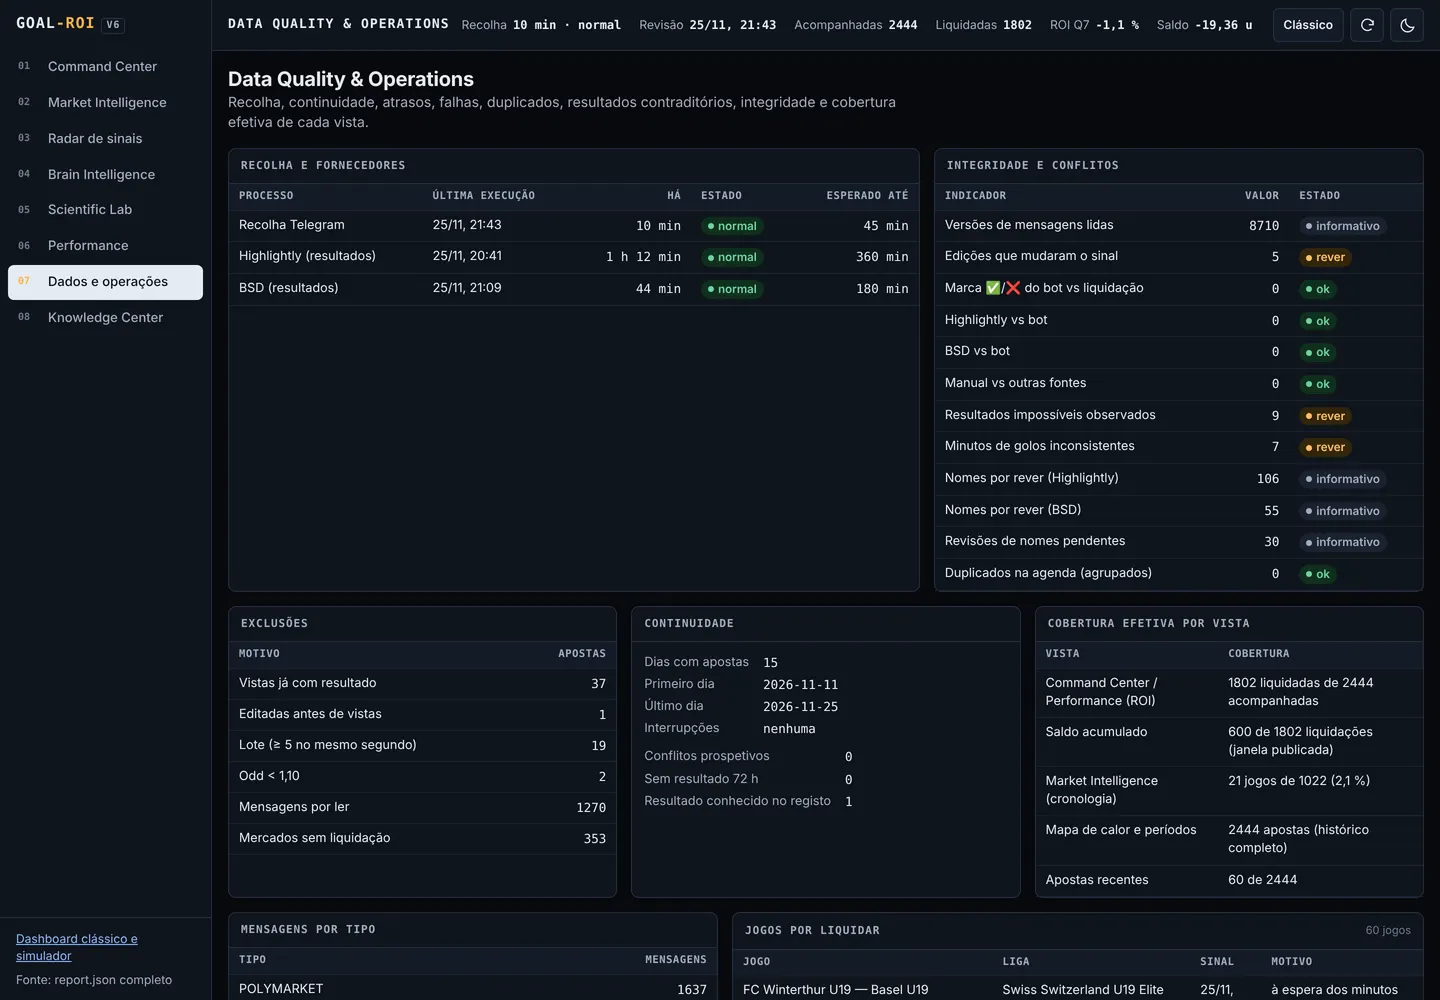 GOAL-ROI V6
01 Command Center
02 Market Intelligence
03 Radar de sinais
04 Brain Intelligence
05 Scientific Lab
06 Performance
07 Dados e operações
08 Knowledge Center
Dashboard clássico e
simulador
Fonte: report.json completo
DATA QUALITY & OPERATIONS Recolha 10 min · normal Revisão 25/11, 21:43 Acompanhadas 2444 Liquidadas 1802 ROI Q7 -1,1 % Saldo -19,36 u Clássico
Data Quality & Operations
Recolha, continuidade, atrasos, falhas, duplicados, resultados contraditórios, integridade e cobertura
efetiva de cada vista.
RECOLHA E FORNECEDORES
PROCESSO ÚLTIMA EXECUÇÃO HÁ ESTADO ESPERADO ATÉ
Recolha Telegram 25/11, 21:43 10 min normal 45 min
Highlightly (resultados) 25/11, 20:41 1 h 12 min normal 360 min
BSD (resultados) 25/11, 21:09 44 min normal 180 min
INTEGRIDADE E CONFLITOS
INDICADOR VALOR ESTADO
Versões de mensagens lidas 8710 informativo
Edições que mudaram o sinal 5 rever
Marca ✅/❌ do bot vs liquidação 0 ok
Highlightly vs bot 0 ok
BSD vs bot 0 ok
Manual vs outras fontes 0 ok
Resultados impossíveis observados 9 rever
Minutos de golos inconsistentes 7 rever
Nomes por rever (Highlightly) 106 informativo
Nomes por rever (BSD) 55 informativo
Revisões de nomes pendentes 30 informativo
Duplicados na agenda (agrupados) 0 ok
EXCLUSÕES
MOTIVO APOSTAS
Vistas já com resultado 37
Editadas antes de vistas 1
Lote (≥ 5 no mesmo segundo) 19
Odd < 1,10 2
Mensagens por ler 1270
Mercados sem liquidação 353
CONTINUIDADE
Dias com apostas 15
Primeiro dia 2026-11-11
Último dia 2026-11-25
Interrupções nenhuma
Conflitos prospetivos 0
Sem resultado 72 h 0
Resultado conhecido no registo 1
COBERTURA EFETIVA POR VISTA
VISTA COBERTURA
Command Center / 1802 liquidadas de 2444
Performance (ROI) acompanhadas
Saldo acumulado 600 de 1802 liquidações
(janela publicada)
Market Intelligence 21 jogos de 1022 (2,1 %)
(cronologia)
Mapa de calor e períodos 2444 apostas (histórico
completo)
Apostas recentes 60 de 2444
MENSAGENS POR TIPO
TIPO MENSAGENS
POLYMARKET 1637
JOGOS POR LIQUIDAR 60 jogos
JOGO LIGA SINAL MOTIVO
FC Winterthur U19 — Basel U19 Swiss Switzerland U19 Elite 25/11, à espera dos minutos